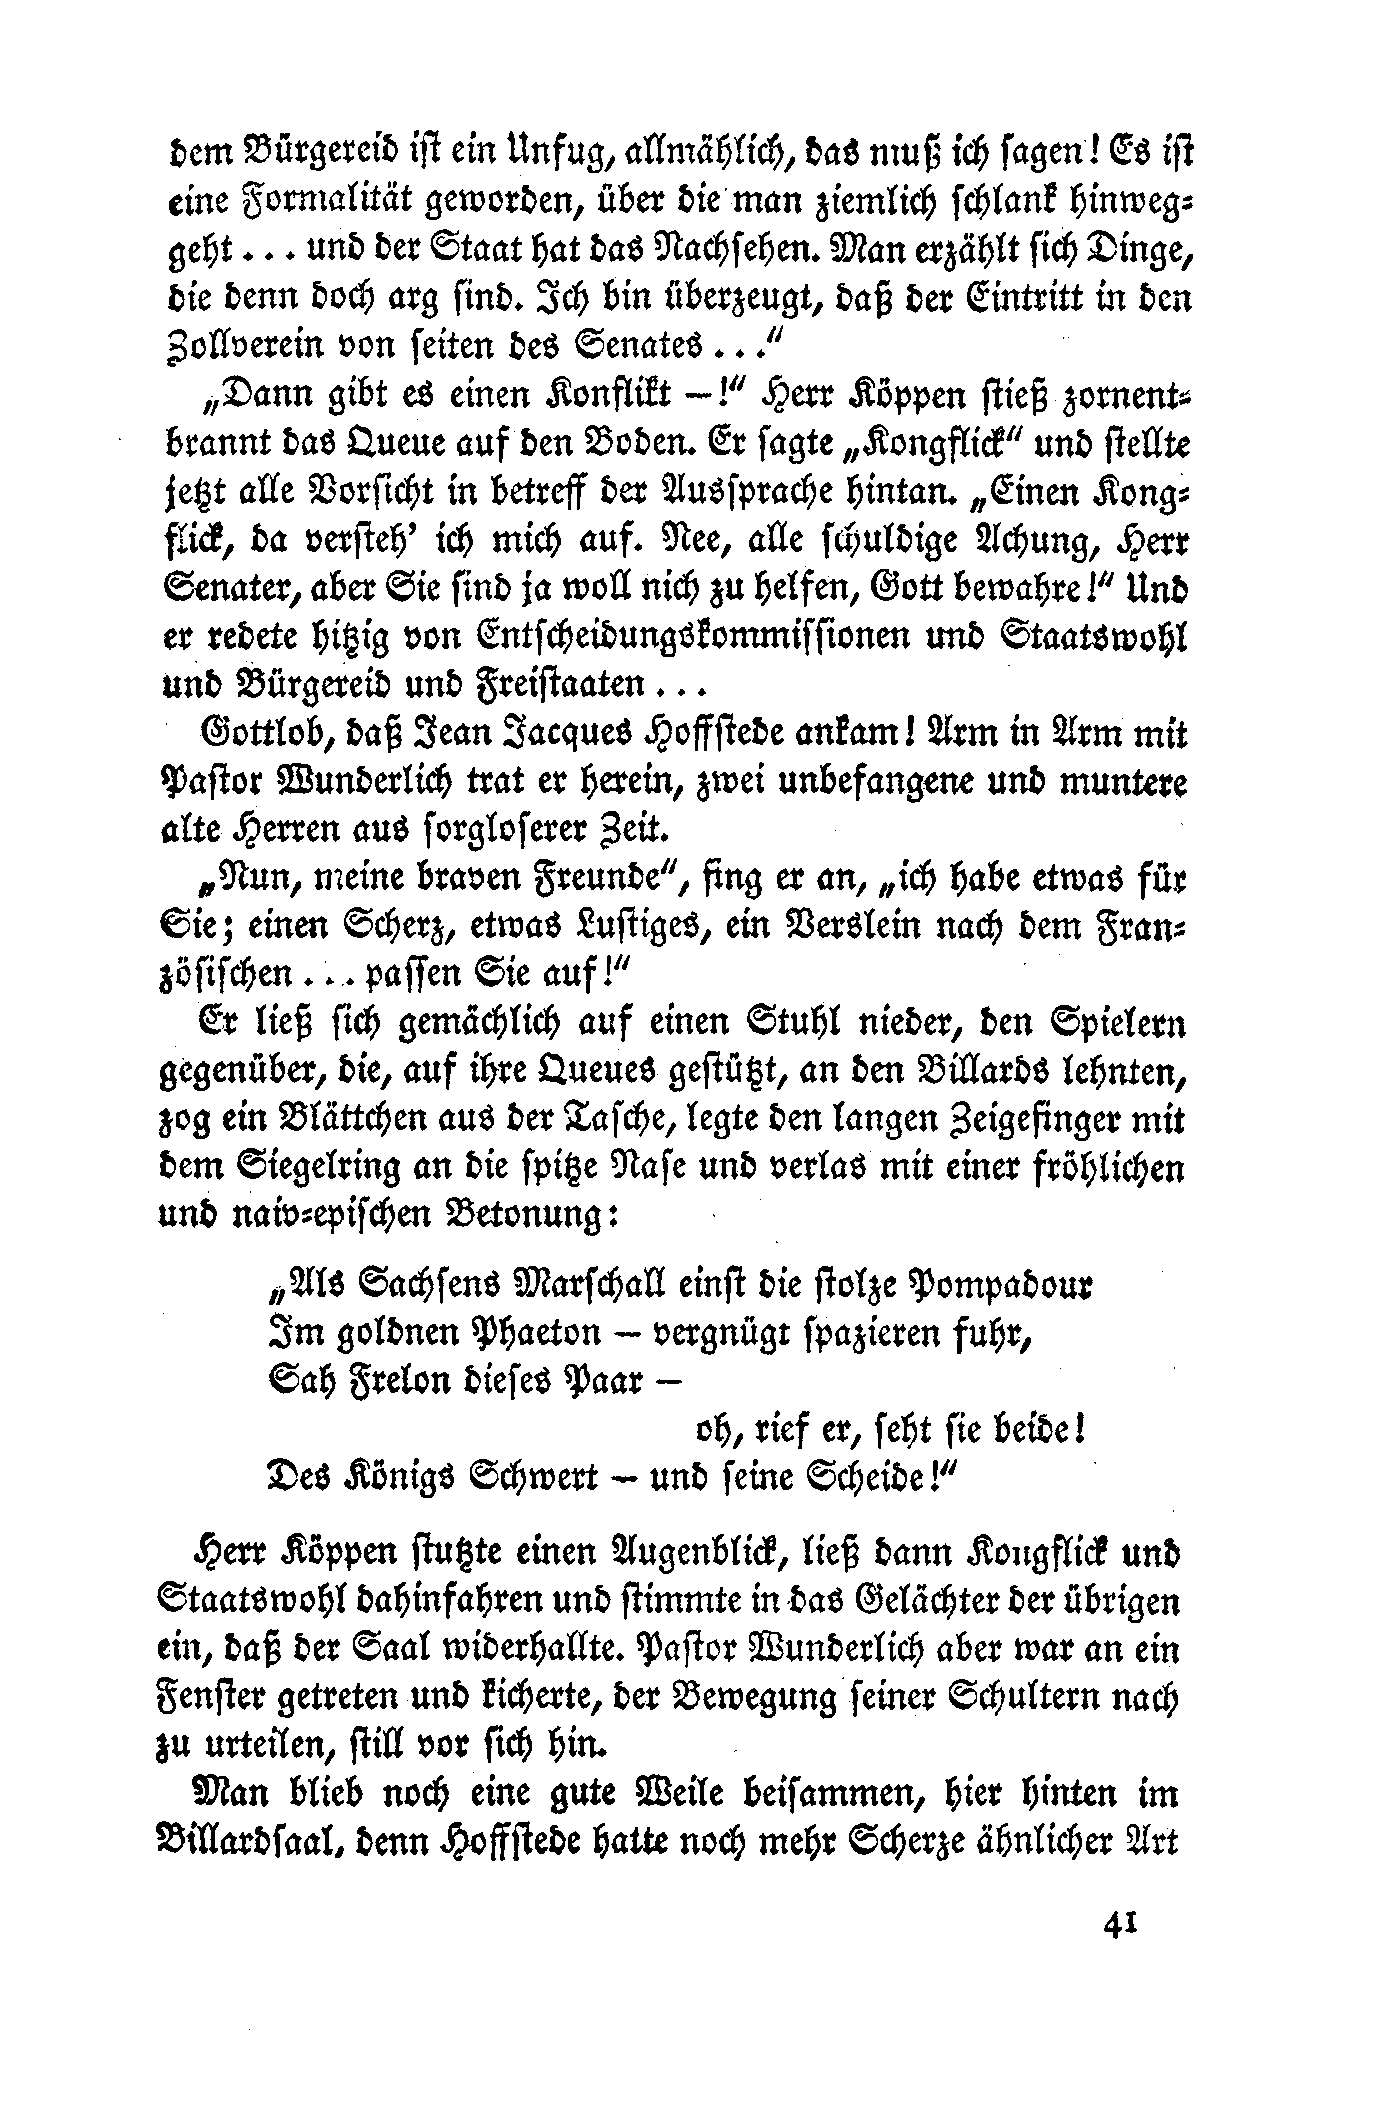 dem Bürgereid ist ein Unfug, allmählich, das muß ich sagen! Es ist
eine Formalität geworden, über die man ziemlich schlank hinweg-
geht . . . und der Staat hat das Nachsehen. Man erzählt sich Dinge,
die denn doch arg sind. Ich bin überzeugt, daß der Eintritt in den
Zollverein von seiten des Senates . . .“
„Dann gibt es einen Konflikt —!“ Herr Köppen stieß zornent-
brannt das Queue auf den Boden. Er sagte „Kongflick“ und stellte
jetzt alle Vorsicht in betreff der Aussprache hintan. „Einen Kong-
flick, da versteh’ ich mich auf. Nee, alle schuldige Achung, Herr
Senater, aber Sie sind ja woll nich zu helfen, Gott bewahre!“ Und
er redete hitzig von Entscheidungskommissionen und Staatswohl
und Bürgereid und Freistaaten . . .
Gottlob, daß Jean Jacques Hoffstede ankam! Arm in Arm mit
Pastor Wunderlich trat er herein, zwei unbefangene und muntere
alte Herren aus sorgloserer Zeit.
„Nun, meine braven Freunde“, fing er an, „ich habe etwas für
Sie; einen Scherz, etwas Lustiges, ein Verslein nach dem Fran-
zösischen . . . passen Sie auf!“
Er ließ sich gemächlich auf einen Stuhl nieder, den Spielern
gegenüber, die, auf ihre Queues gestützt, an den Billards lehnten,
zog ein Blättchen aus der Tasche, legte den langen Zeigefinger mit
dem Siegelring an die spitze Nase und verlas mit einer fröhlichen
und naiv-epischen Betonung:
„Als Sachsens Marschall einst die stolze Pompadour
Im goldnen Phaeton — vergnügt spazieren fuhr,
Sah Frelon dieses Paar —
oh, rief er, seht sie beide!
Des Königs Schwert — und seine Scheide!“
Herr Köppen stutzte einen Augenblick, ließ dann Kongflick und
Staatswohl dahinfahren und stimmte in das Gelächter der übrigen
ein, daß der Saal widerhallte. Pastor Wunderlich aber war an ein
Fenster getreten und kicherte, der Bewegung seiner Schultern nach
zu urteilen, still vor sich hin.
Man blieb noch eine gute Weile beisammen, hier hinten im
Billardsaal, denn Hoffstede hatte noch mehr Scherze ähnlicher Art
41